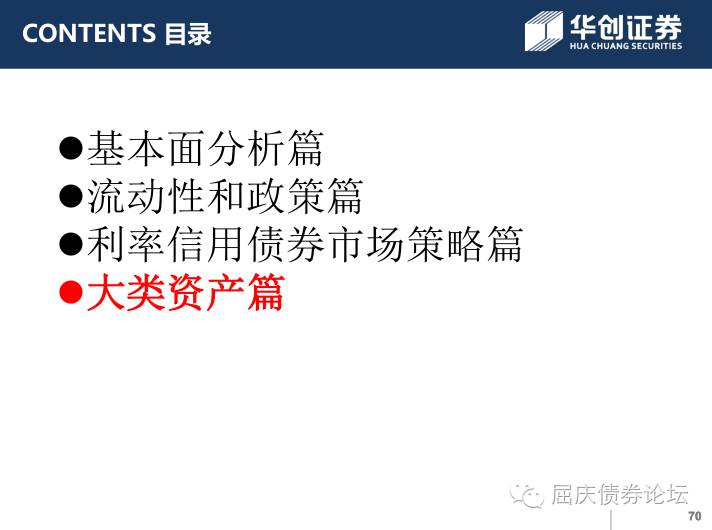 CONTENTS 目录
华创证券
HUA CHUANG SECURITIES
●基本面分析篇
●流动性和政策篇
●利率信用债券市场策略篇
●大类资产篇
屈庆债券论坛
70